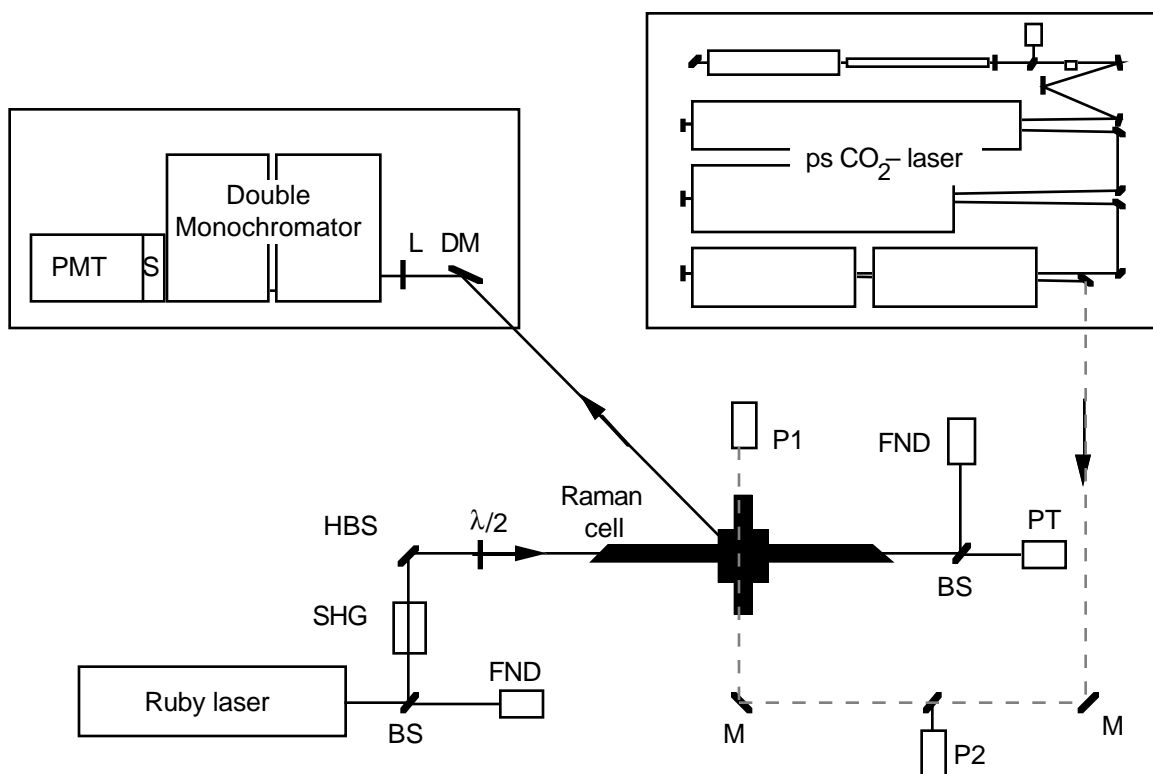 ps CO2– laser
Double
Monochromator
L DM
PMT
S
P1
FND
Raman
cell
HBS
λ/2
PT
BS
SHG
FND
Ruby laser
BS
M
M
P2